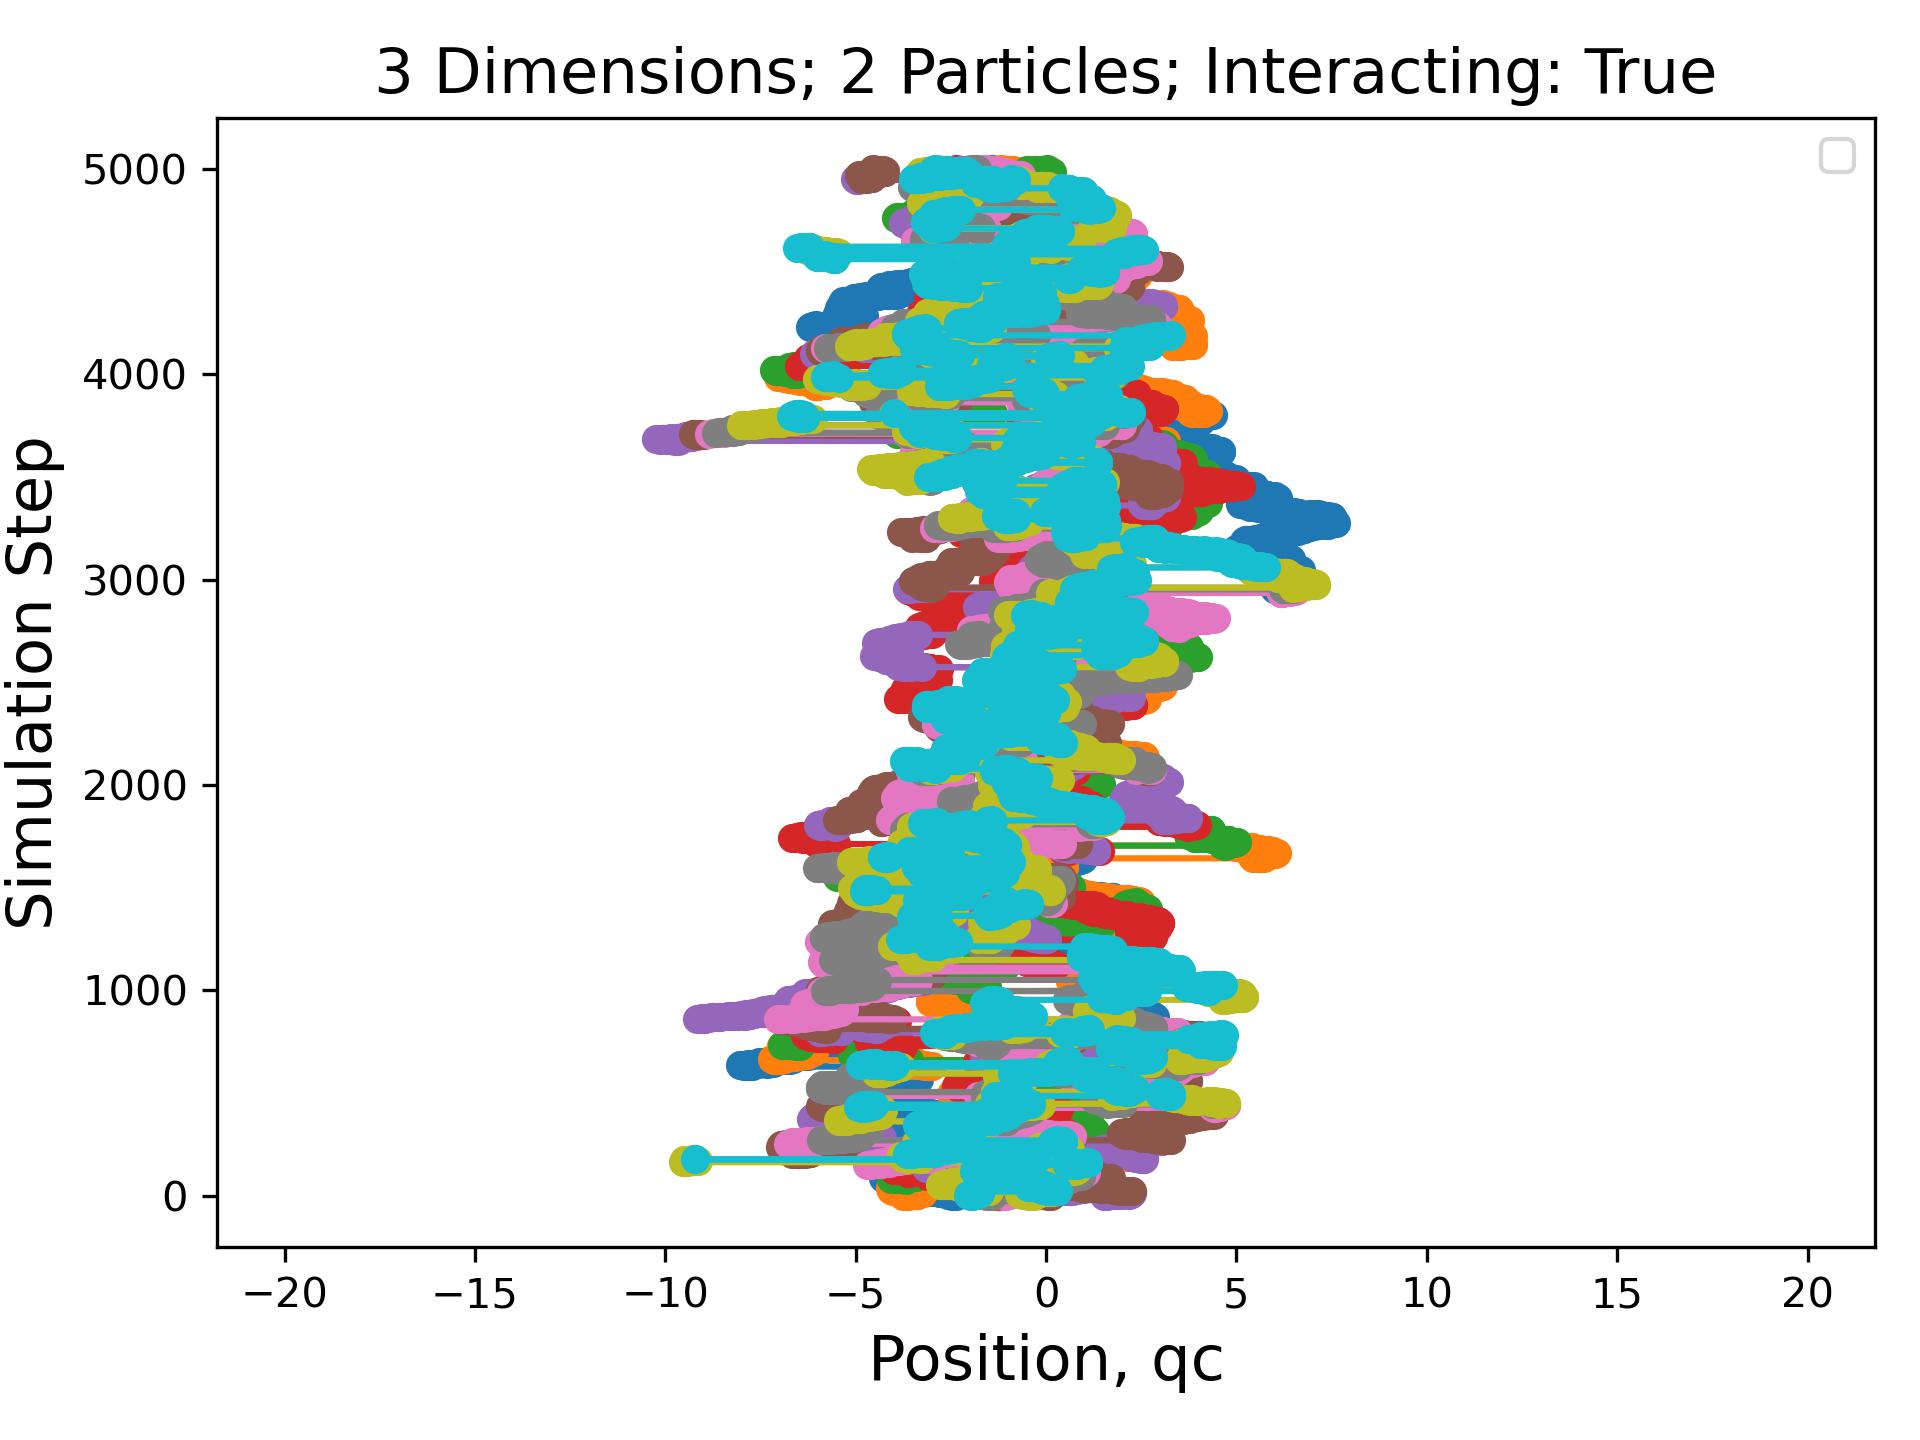 3 Dimensions; 2 Particles; Interacting: True
Simulation Step
5000
4000
3000
2000
1000
0
−20 −15 −10 −5 0 5 10 15 20
Position, qc